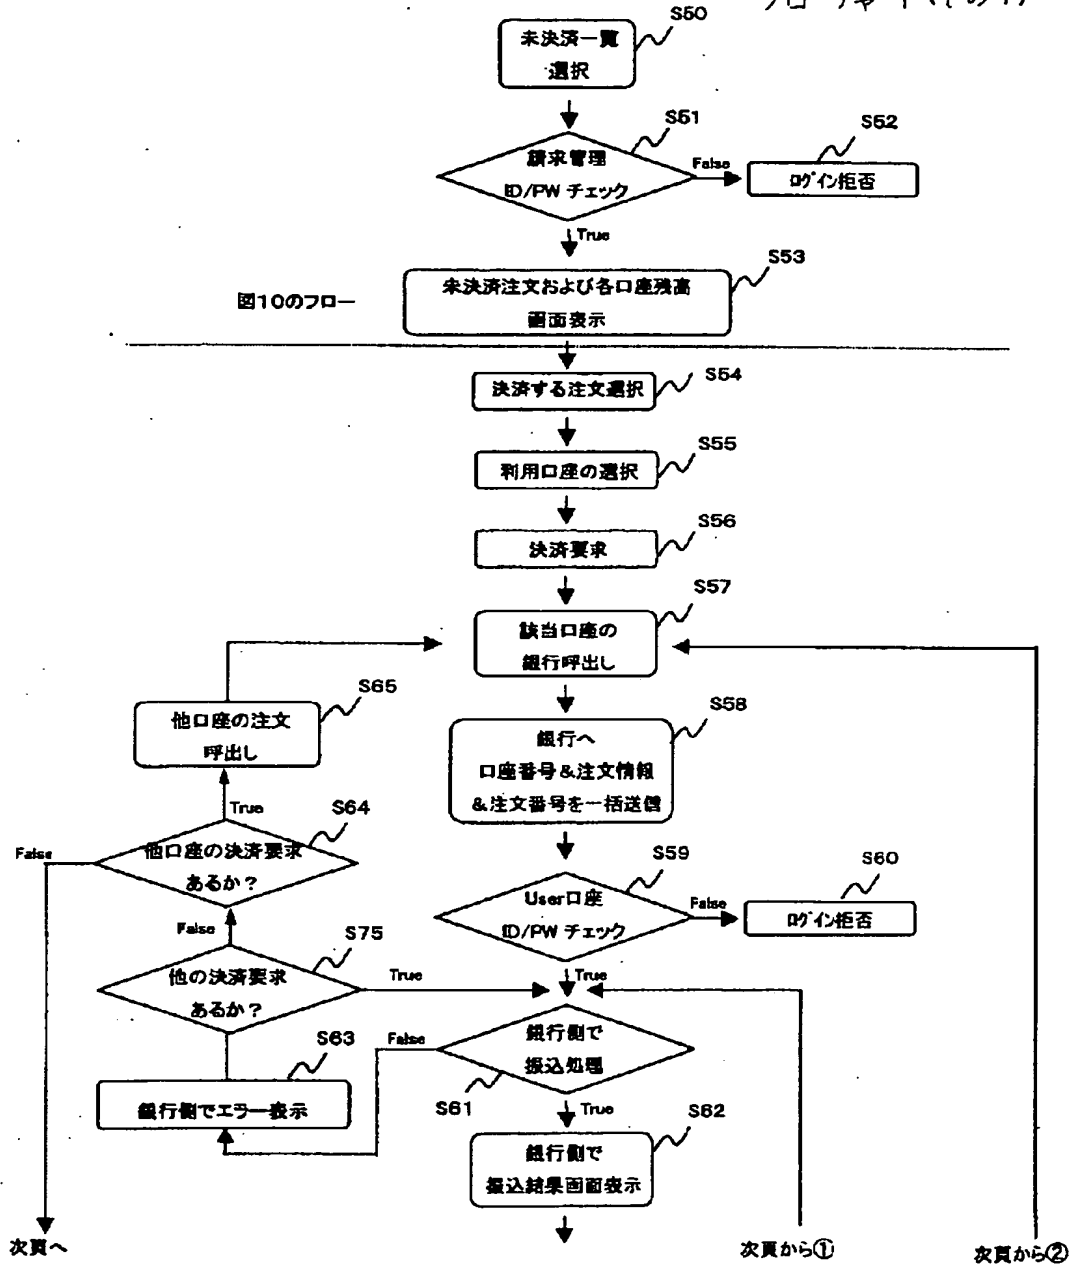 S50
未決済一覧
選択
S51
請求管理
ID/PW チェック
False
S52
ログイン拒否
True
S53
未決済注文および各口座残高
画面表示
図10のフロー
S54
決済する注文選択
S55
利用口座の選択
S56
決済要求
S57
該当口座の
銀行呼出し
S65
他口座の注文
呼出し
S58
銀行へ
口座番号&注文情報
&注文番号を一括送信
True
S64
他口座の決済要求
あるか?
False
S59
User口座
ID/PW チェック
False
S60
ログイン拒否
False
S75
他の決済要求
あるか?
True
True
銀行側で
振込処理
False
S61
S63
銀行側でエラー表示
True
S62
銀行側で
振込結果画面表示
次頁へ
次頁から①
次頁から②